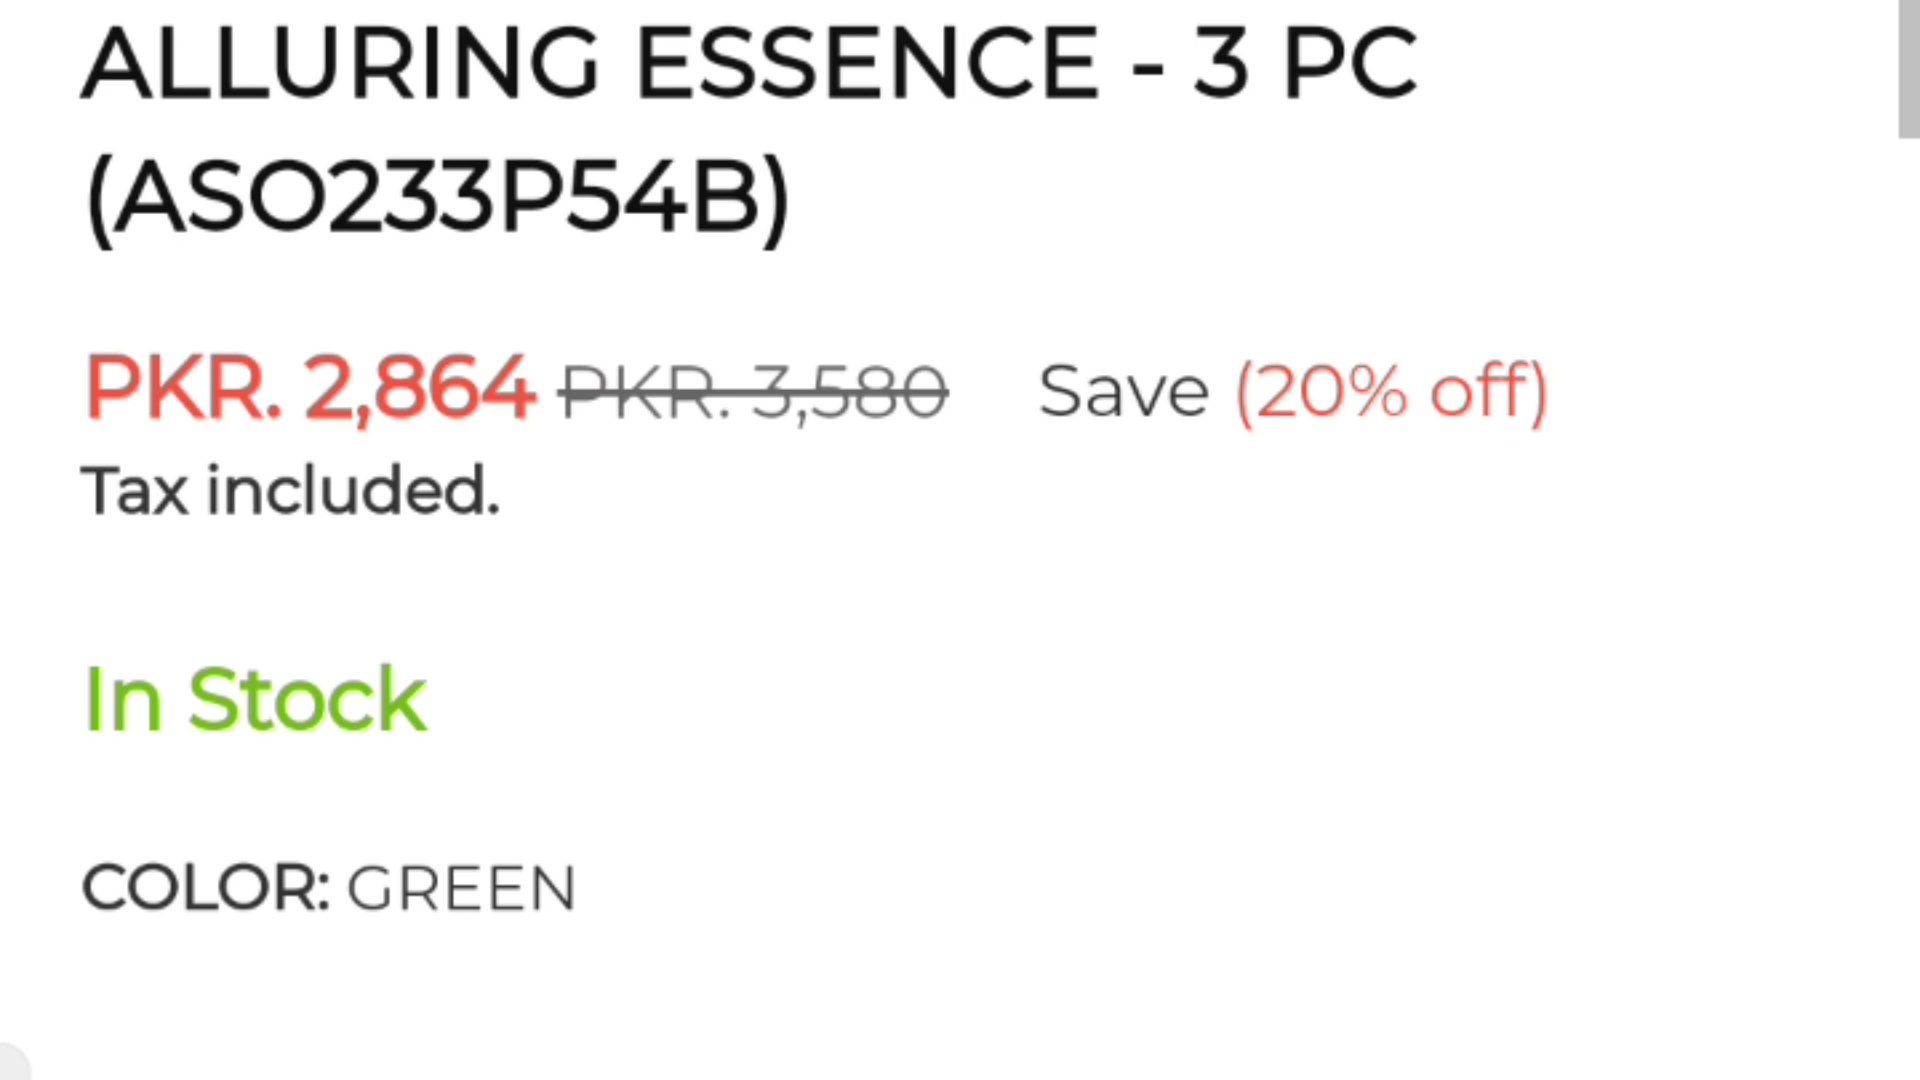 ALLURING ESSENCE - 3 PC
(ASO233P54B)
PKR. 2,864 PKR. 3,580 Save (20% off)
Tax included.
In Stock
COLOR: GREEN